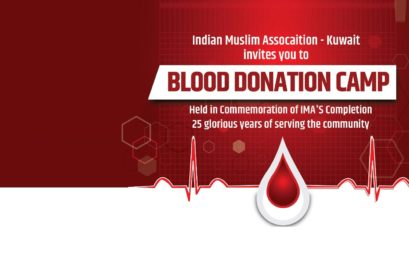 Indian Muslim Assocaition - Kuwait
invites you to
BLOOD DONATION CAMP
Held in Commemoration of IMA'S Completion
25 glorious years of serving the community